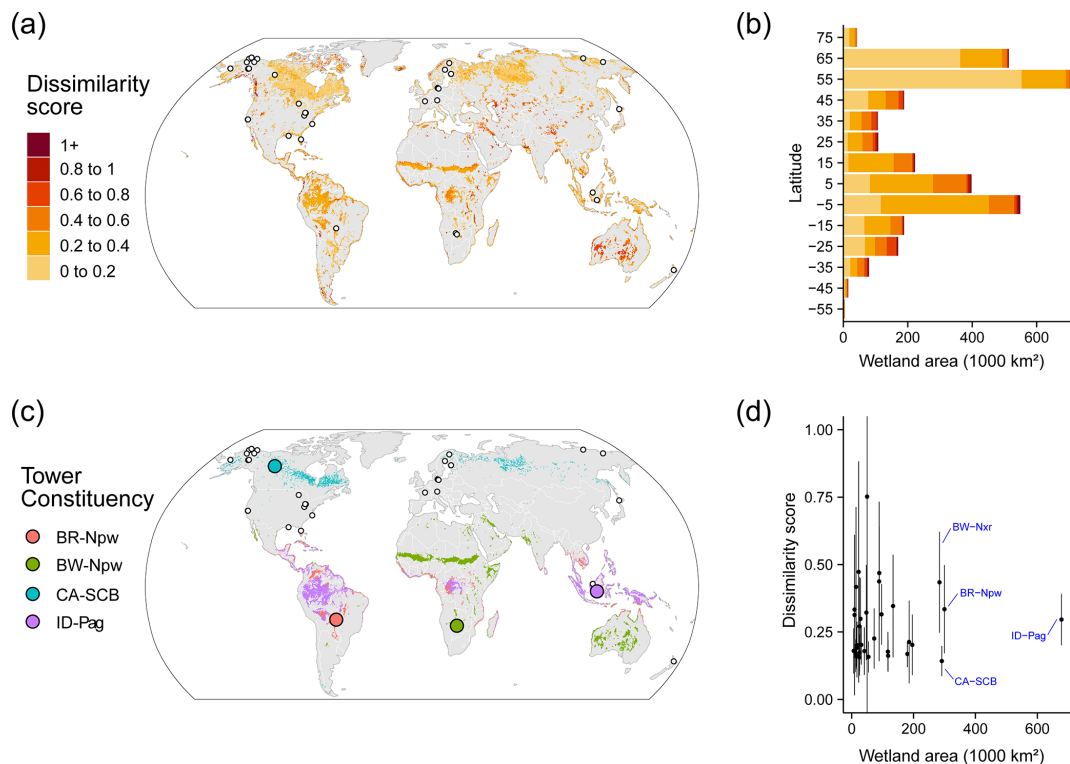 (a)
Dissimilarity
score
1+
0.8 to 1
0.6 to 0.8
0.4 to 0.6
0.2 to 0.4
0 to 0.2
(b)
Latitude
75
65
55
45
35
25
15
5
−5
−15
−25
−35
−45
−55
0 200 400 600
Wetland area (1000 km²)
(c)
Tower
Constituency
BR−Npw
BW−Npw
CA−SCB
ID−Pag
(d)
Dissimilarity score
1.00
0.75
0.50
0.25
0.00
BW−Nxr
BR−Npw
ID−Pag
CA−SCB
0 200 400 600
Wetland area (1000 km²)